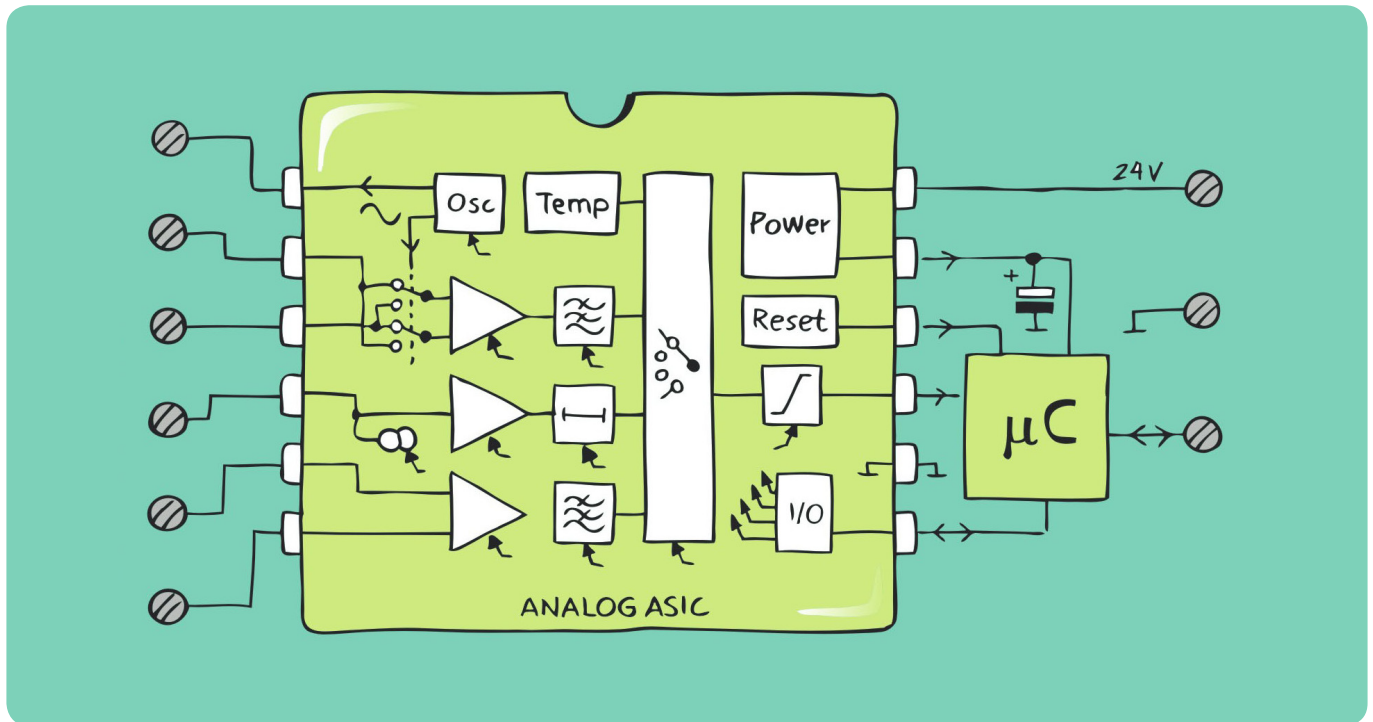 24V
Osc
Temp
Power
+
Reset
μC
I/O
ANALOG ASIC